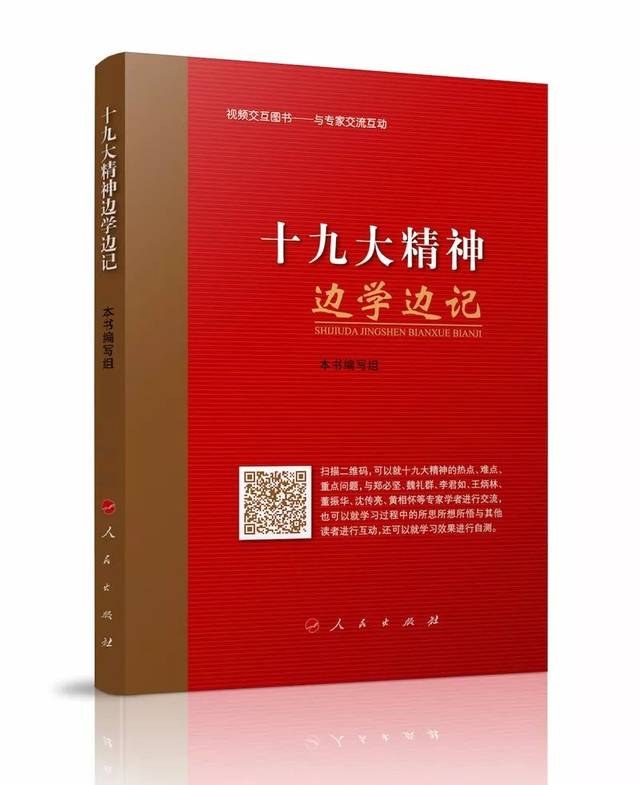 十九大精神边学边记
本书编写组
人民出版社
视频交互图书——与专家交流互动
十九大精神
边学边记
SHIJIUDA JINGSHEN BIANXUE BIANJI
本书编写组
扫描二维码，可以就十九大精神的热点、难点、
重点问题，与郑必坚、魏礼群、李君如、王炳林、
董振华、沈传亮、黄相怀等专家学者进行交流，
也可以就学习过程中的所思所想所悟与其他
读者进行互动，还可以就学习效果进行自测。
人民出版社